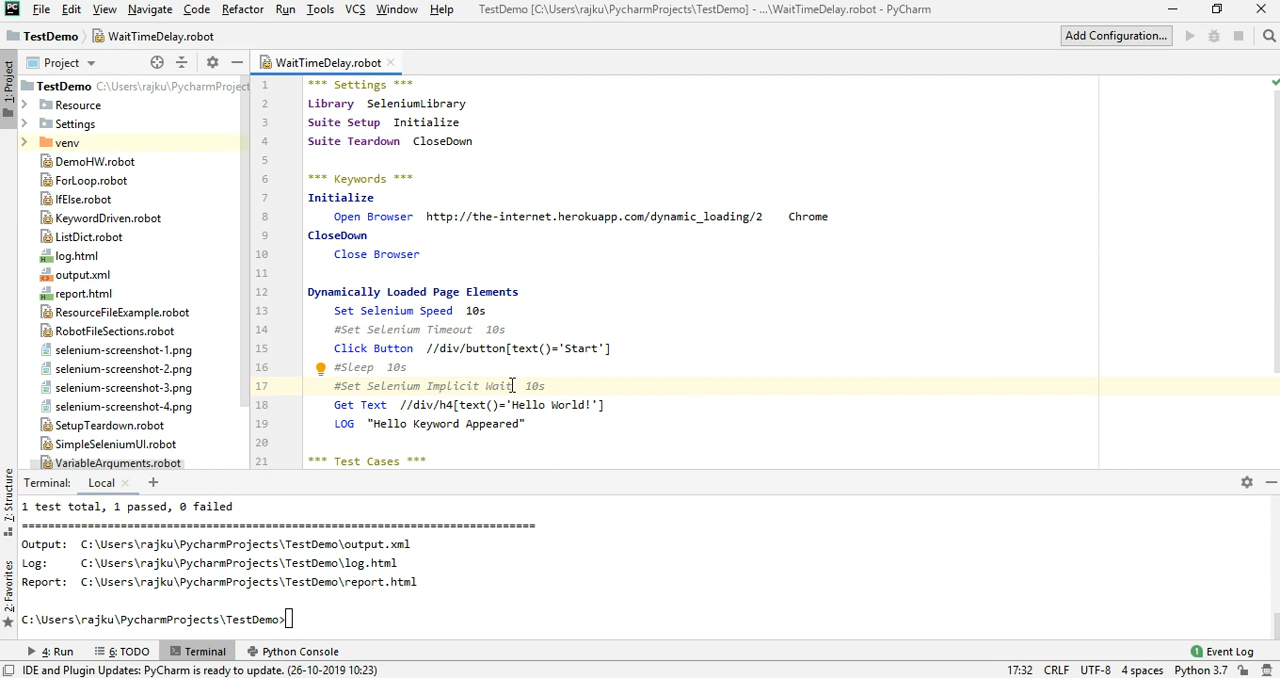 File Edit View Navigate Code Refactor Run Tools VCS Window Help TestDemo [C:\Users\rajku\PycharmProjects\TestDemo] - ...\WaitTimeDelay.robot - PyCharm
TestDemo WaitTimeDelay.robot Add Configuration...
Project WaitTimeDelay.robot
1: Project
TestDemo C:\Users\rajku\PycharmProject
Resource
Settings
venv
DemoHW.robot
ForLoop.robot
IfElse.robot
KeywordDriven.robot
ListDict.robot
log.html
output.xml
report.html
ResourceFileExample.robot
RobotFileSections.robot
selenium-screenshot-1.png
selenium-screenshot-2.png
selenium-screenshot-3.png
selenium-screenshot-4.png
SetupTeardown.robot
SimpleSeleniumUI.robot
VariableArguments.robot
1 *** Settings ***
2 Library SeleniumLibrary
3 Suite Setup Initialize
4 Suite Teardown CloseDown
5
6 *** Keywords ***
7 Initialize
8 Open Browser http://the-internet.herokuapp.com/dynamic_loading/2 Chrome
9 CloseDown
10 Close Browser
11
12 Dynamically Loaded Page Elements
13 Set Selenium Speed 10s
14 #Set Selenium Timeout 10s
15 Click Button //div/button[text()='Start']
16 #Sleep 10s
17 #Set Selenium Implicit Wait 10s
18 Get Text //div/h4[text()='Hello World!']
19 LOG "Hello Keyword Appeared"
20
21 *** Test Cases ***
Z: Structure
2: Favorites
Terminal: Local
1 test total, 1 passed, 0 failed
==============================================================================
Output: C:\Users\rajku\PycharmProjects\TestDemo\output.xml
Log: C:\Users\rajku\PycharmProjects\TestDemo\log.html
Report: C:\Users\rajku\PycharmProjects\TestDemo\report.html
C:\Users\rajku\PycharmProjects\TestDemo>
4: Run 6: TODO Terminal Python Console 1 Event Log
IDE and Plugin Updates: PyCharm is ready to update. (26-10-2019 10:23) 17:32 CRLF UTF-8 4 spaces Python 3.7